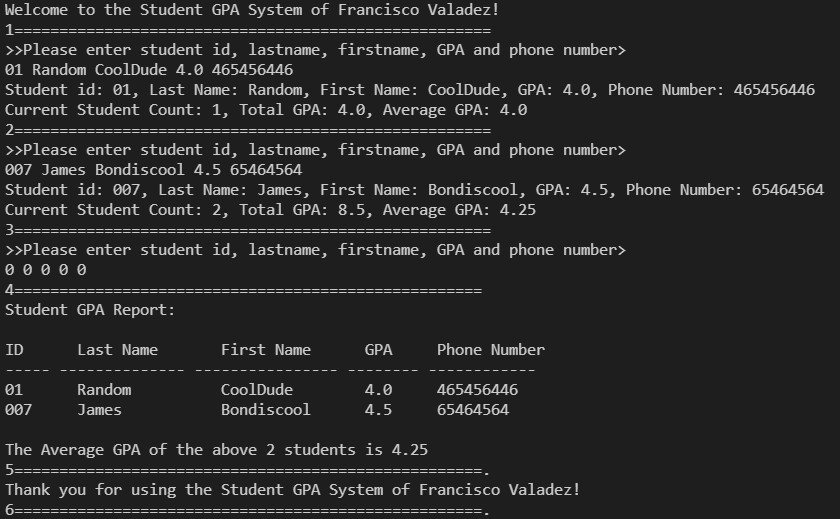 Welcome to the Student GPA System of Francisco Valadez!
1=====================================================
>>Please enter student id, lastname, firstname, GPA and phone number>
01 Random CoolDude 4.0 465456446
Student id: 01, Last Name: Random, First Name: CoolDude, GPA: 4.0, Phone Number: 465456446
Current Student Count: 1, Total GPA: 4.0, Average GPA: 4.0
2=====================================================
>>Please enter student id, lastname, firstname, GPA and phone number>
007 James Bondiscool 4.5 65464564
Student id: 007, Last Name: James, First Name: Bondiscool, GPA: 4.5, Phone Number: 65464564
Current Student Count: 2, Total GPA: 8.5, Average GPA: 4.25
3=====================================================
>>Please enter student id, lastname, firstname, GPA and phone number>
0 0 0 0 0
4====================================================
Student GPA Report:

ID      Last Name       First Name      GPA     Phone Number
----- -------------- ---------------- -------- ------------
01      Random          CoolDude        4.0     465456446
007     James           Bondiscool      4.5     65464564

The Average GPA of the above 2 students is 4.25
5====================================================.
Thank you for using the Student GPA System of Francisco Valadez!
6====================================================.